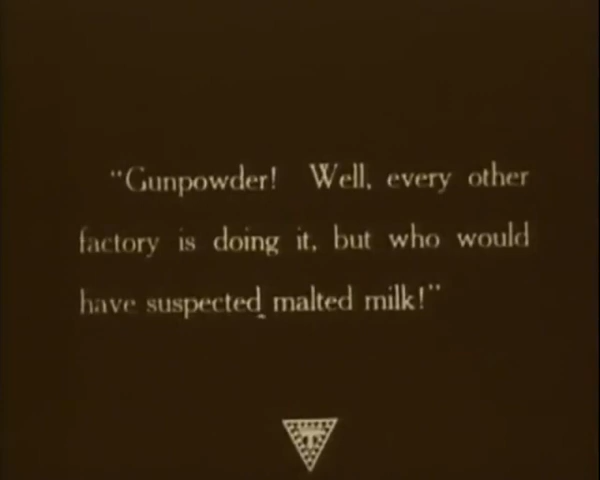 "Gunpowder! Well, every other
factory is doing it, but who would
have suspected malted milk!"
T